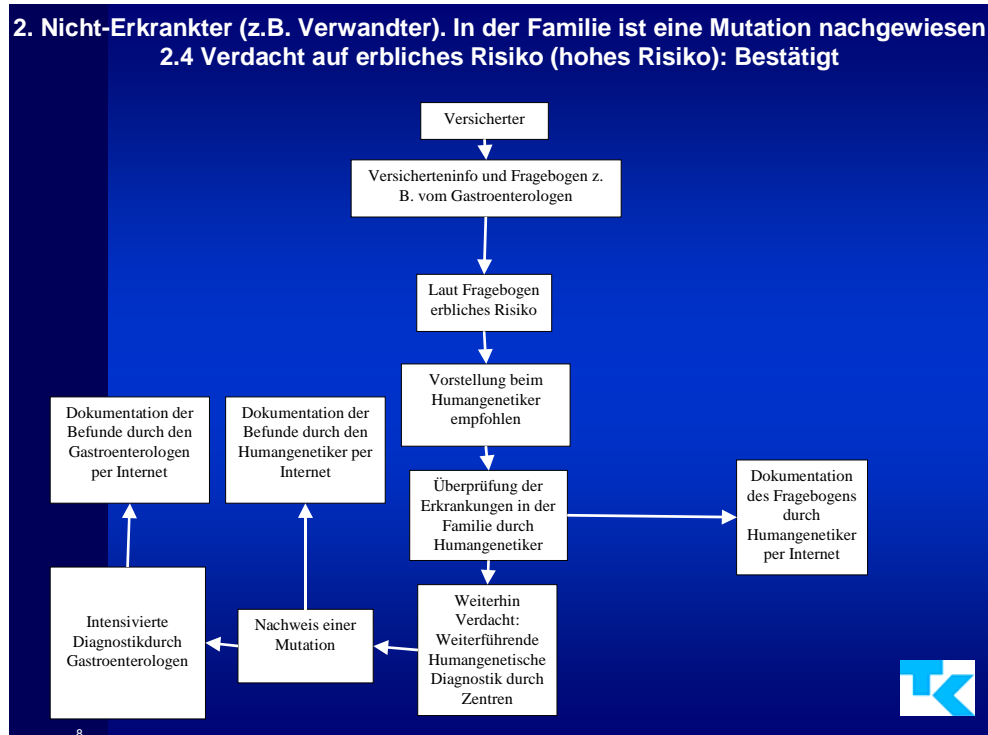 2. Nicht-Erkrankter (z.B. Verwandter). In der Familie ist eine Mutation nachgewiesen
2.4 Verdacht auf erbliches Risiko (hohes Risiko): Bestätigt
Versicherter
Versicherteninfo und Fragebogen z.
B. vom Gastroenterologen
Laut Fragebogen
erbliches Risiko
Vorstellung beim
Humangenetiker
empfohlen
Dokumentation der
Befunde durch den
Gastroenterologen
per Internet
Dokumentation der
Befunde durch den
Humangenetiker per
Internet
Überprüfung der
Erkrankungen in der
Familie durch
Humangenetiker
Dokumentation
des Fragebogens
durch
Humangenetiker
per Internet
Intensivierte
Diagnostikdurch
Gastroenterologen
Nachweis einer
Mutation
Weiterhin
Verdacht:
Weiterführende
Humangenetische
Diagnostik durch
Zentren
TK
8